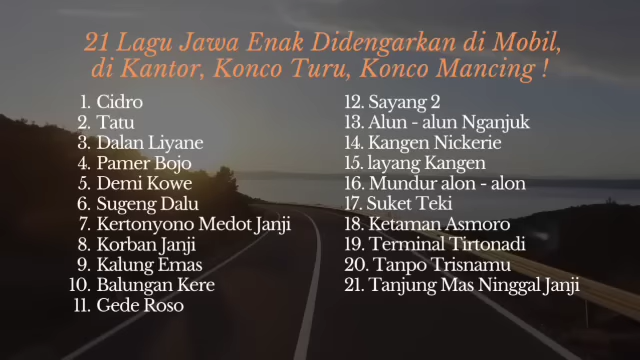 21 Lagu Jawa Enak Didengarkan di Mobil,
di Kantor, Konco Turu, Konco Mancing !
1. Cidro
2. Tatu
3. Dalan Liyane
4. Pamer Bojo
5. Demi Kowe
6. Sugeng Dalu
7. Kertonyono Medot Janji
8. Korban Janji
9. Kalung Emas
10. Balungan Kere
11. Gede Roso
12. Sayang 2
13. Alun - alun Nganjuk
14. Kangen Nickerie
15. layang Kangen
16. Mundur alon - alon
17. Suket Teki
18. Ketaman Asmoro
19. Terminal Tirtonadi
20. Tanpo Trisnamu
21. Tanjung Mas Ninggal Janji